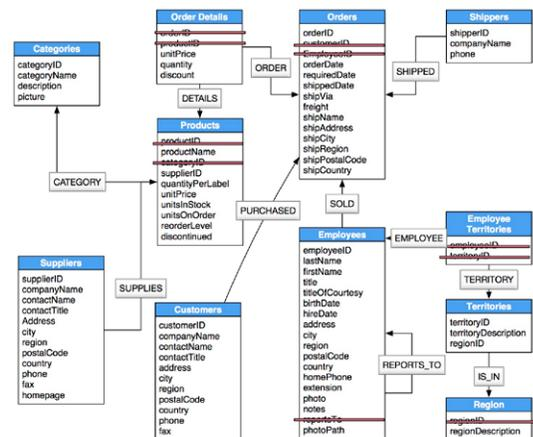 Categories
categoryID
categoryName
description
picture
Order Details
orderID
productID
unitPrice
quantity
discount
Orders
orderID
customerID
EmployeeID
orderDate
requiredDate
shippedDate
shipVia
freight
shipName
shipAddress
shipCity
shipRegion
shipPostalCode
shipCountry
Shippers
shipperID
companyName
phone
ORDER
SHIPPED
DETAILS
Products
productID
productName
categoryID
supplierID
quantityPerLabel
unitPrice
unitsInStock
unitsOnOrder
reorderLevel
discontinued
CATEGORY
PURCHASED
SOLD
Suppliers
supplierID
companyName
contactName
contactTitle
Address
city
region
postalCode
country
phone
fax
homepage
SUPPLIES
Customers
customerID
companyName
contactName
contactTitle
address
city
region
postalCode
country
phone
fax
Employees
employeeID
lastName
firstName
title
titleOfCourtesy
birthDate
hireDate
address
city
region
postalCode
country
homePhone
extension
photo
notes
reportsTo
photoPath
EMPLOYEE
REPORTS_TO
Employee
Territories
employeeID
territoryID
TERRITORY
Territories
territoryID
territoryDescription
regionID
IS_IN
Region
regionID
regionDescription